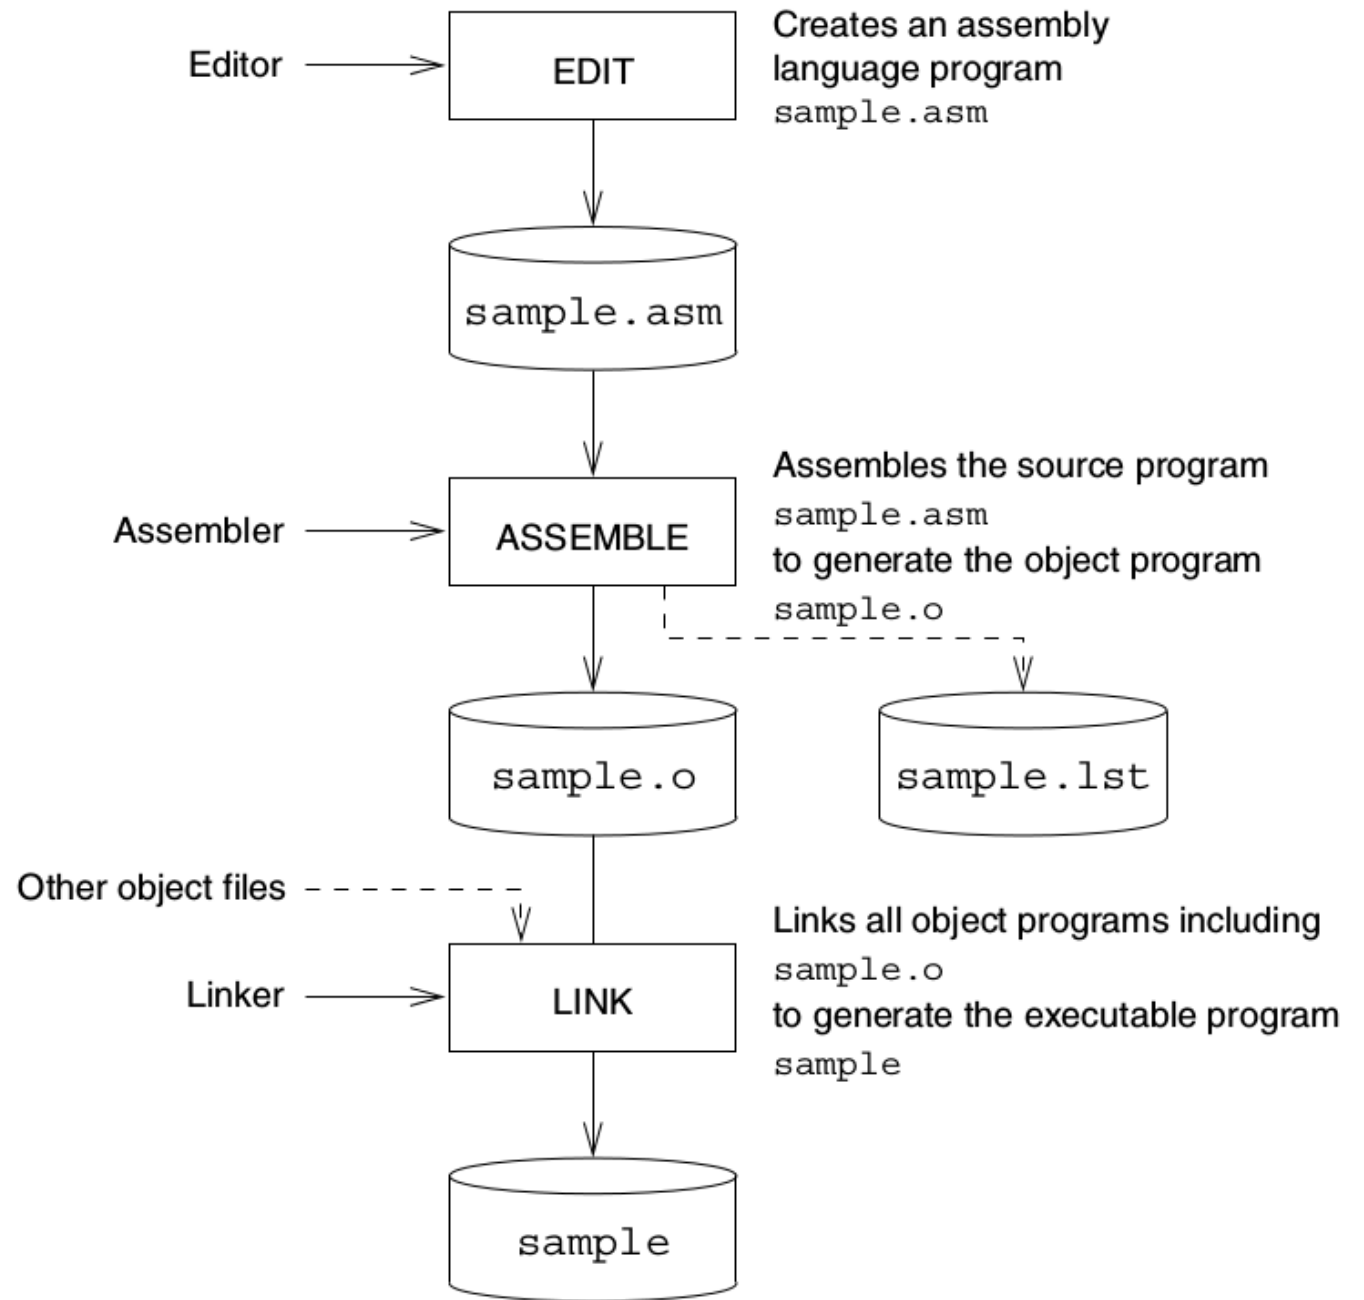 Editor
EDIT
Creates an assembly
language program
sample.asm
sample.asm
Assembler
ASSEMBLE
Assembles the source program
sample.asm
to generate the object program
sample.o
sample.o
sample.lst
Other object files
Linker
LINK
Links all object programs including
sample.o
to generate the executable program
sample
sample